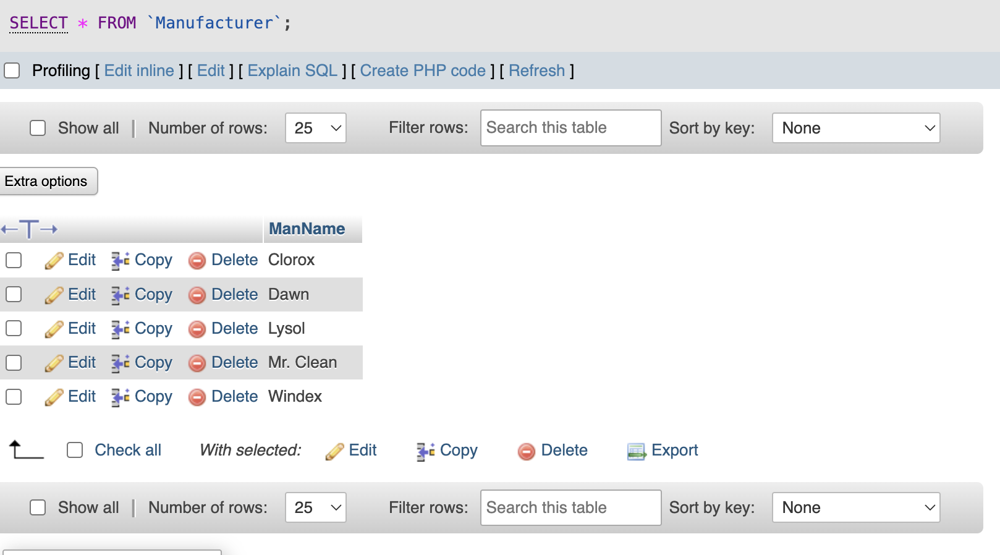 SELECT * FROM `Manufacturer`;
Profiling [ Edit inline ] [ Edit ] [ Explain SQL ] [ Create PHP code ] [ Refresh ]
Show all | Number of rows: 25 Filter rows: Search this table Sort by key: None
Extra options
←T→ ManName
Edit Copy Delete Clorox
Edit Copy Delete Dawn
Edit Copy Delete Lysol
Edit Copy Delete Mr. Clean
Edit Copy Delete Windex
Check all With selected: Edit Copy Delete Export
Show all | Number of rows: 25 Filter rows: Search this table Sort by key: None